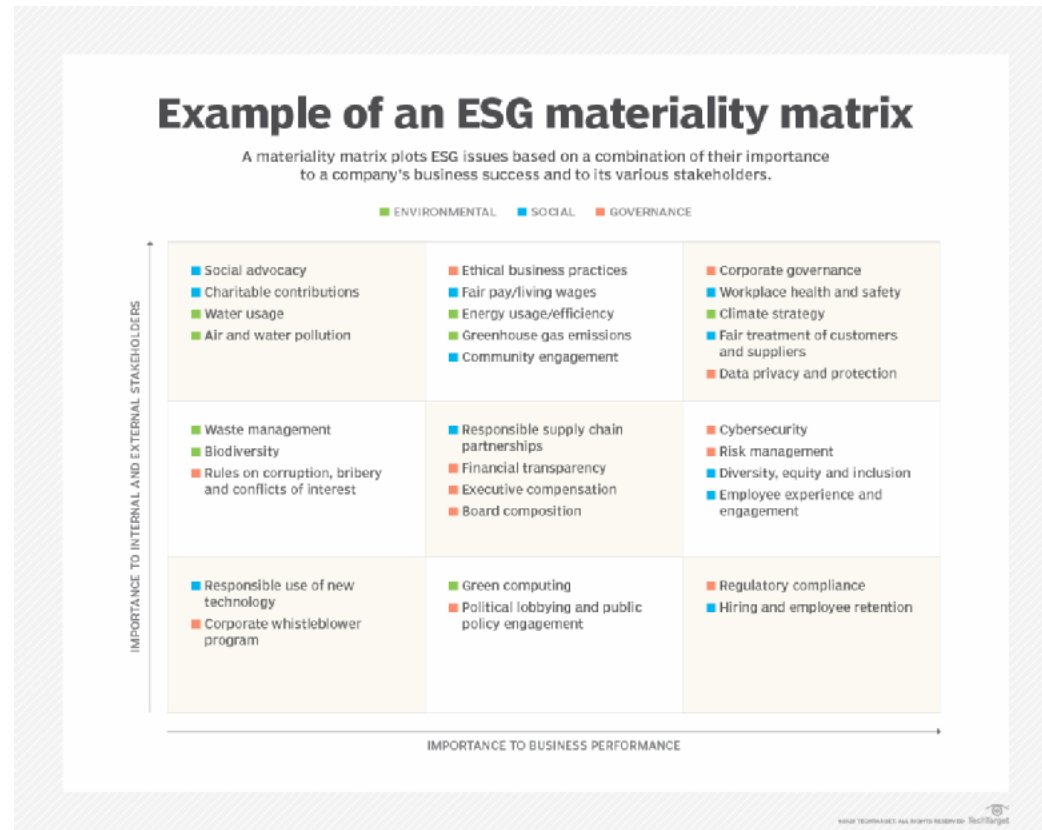 Example of an ESG materiality matrix
A materiality matrix plots ESG issues based on a combination of their importance
to a company's business success and to its various stakeholders.
ENVIRONMENTAL SOCIAL GOVERNANCE
IMPORTANCE TO INTERNAL AND EXTERNAL STAKEHOLDERS
Social advocacy
Charitable contributions
Water usage
Air and water pollution
Ethical business practices
Fair pay/living wages
Energy usage/efficiency
Greenhouse gas emissions
Community engagement
Corporate governance
Workplace health and safety
Climate strategy
Fair treatment of customers
and suppliers
Data privacy and protection
Waste management
Biodiversity
Rules on corruption, bribery
and conflicts of interest
Responsible supply chain
partnerships
Financial transparency
Executive compensation
Board composition
Cybersecurity
Risk management
Diversity, equity and inclusion
Employee experience and
engagement
Responsible use of new
technology
Corporate whistleblower
program
Green computing
Political lobbying and public
policy engagement
Regulatory compliance
Hiring and employee retention
IMPORTANCE TO BUSINESS PERFORMANCE
TECHTARGET. ALL RIGHTS RESERVED TechTarget